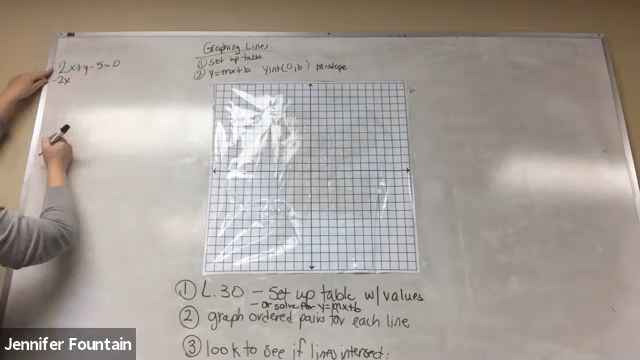 2x+y-5=0
-2x
Graphing Lines
① Set up table
② y=mx+b yint(0,b) m=slope
① L.30 - Set up table w/values
- or solve for y=mx+b
② graph ordered pairs for each line
③ look to see if lines intersect:
Jennifer Fountain